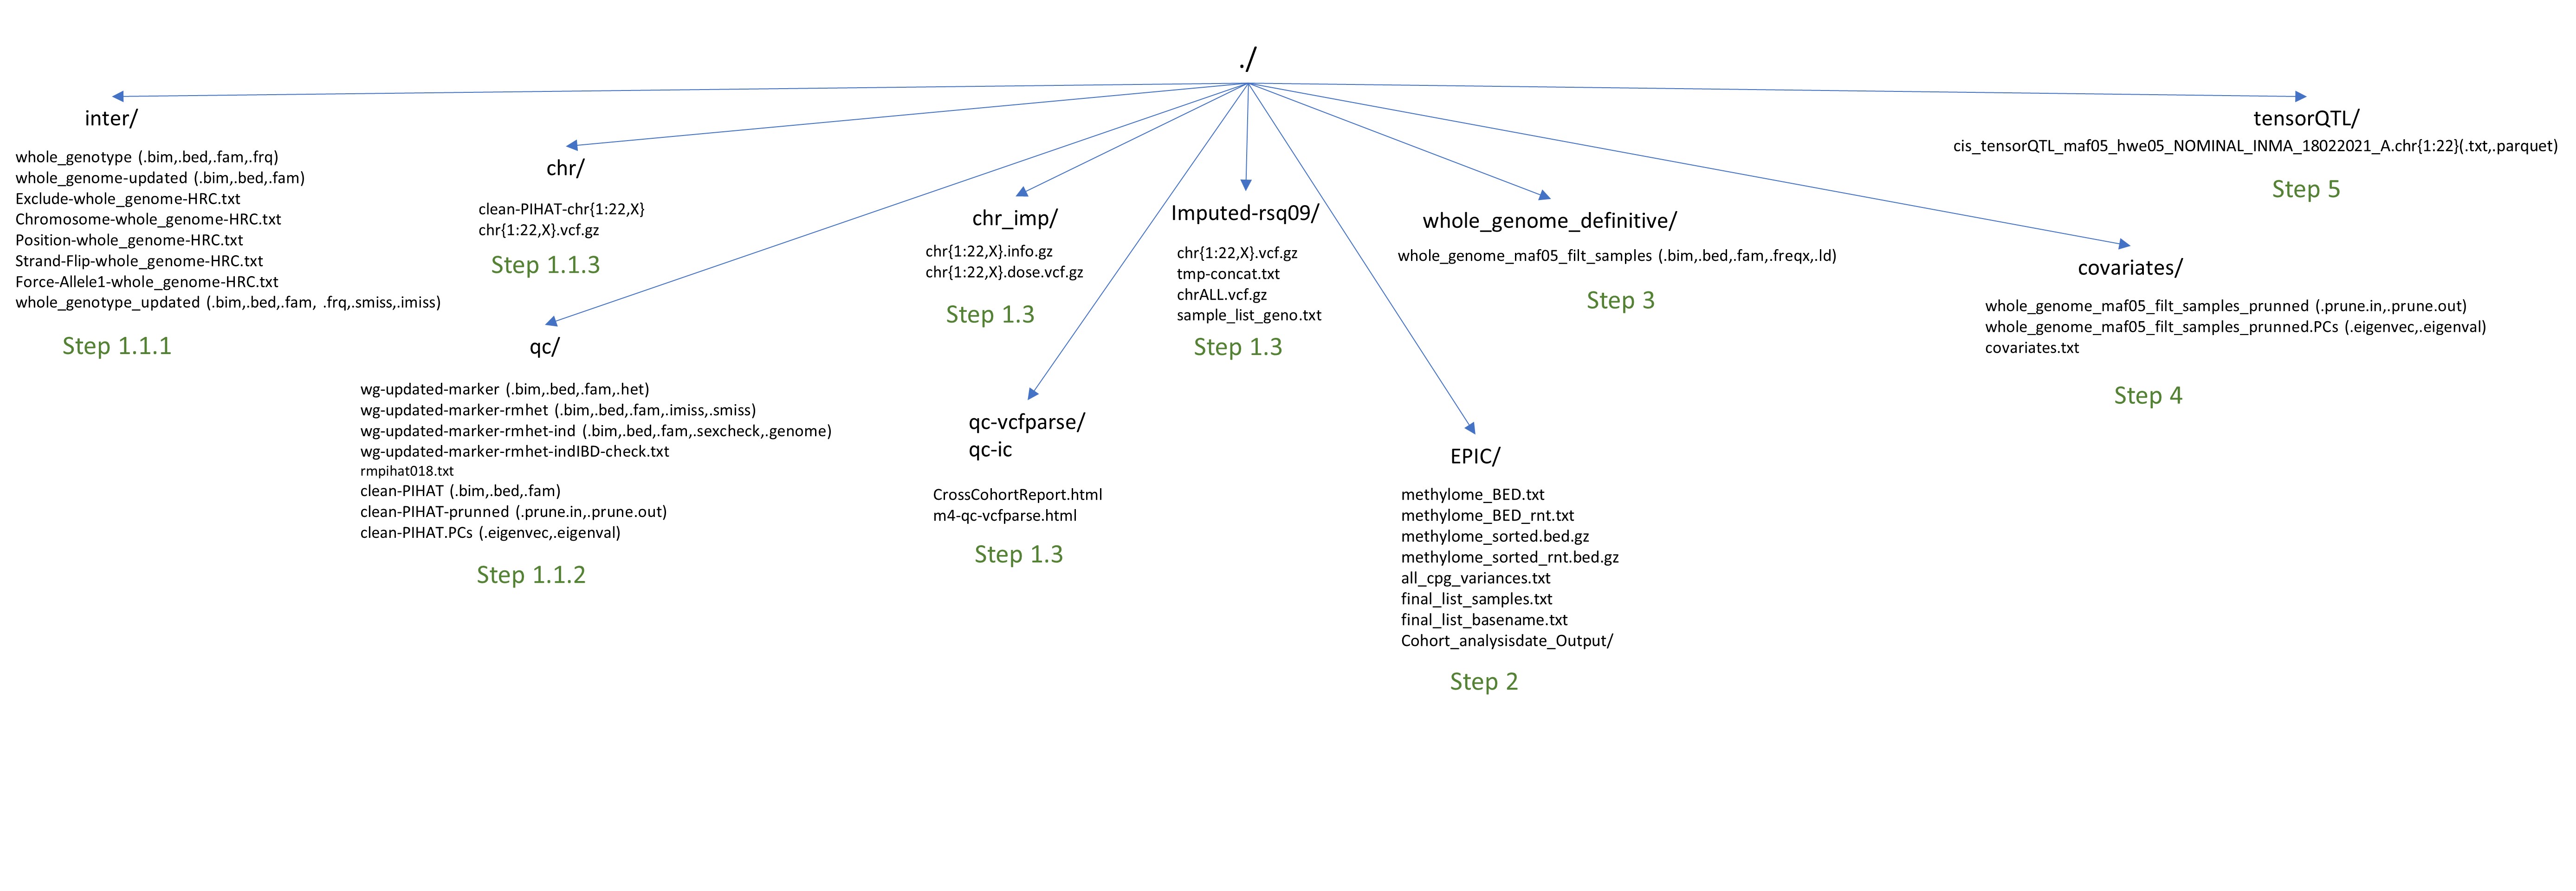 ./
inter/
whole_genotype (.bim,.bed,.fam,.frq)
whole_genome-updated (.bim,.bed,.fam)
Exclude-whole_genome-HRC.txt
Chromosome-whole_genome-HRC.txt
Position-whole_genome-HRC.txt
Strand-Flip-whole_genome-HRC.txt
Force-Allele1-whole_genome-HRC.txt
whole_genotype_updated (.bim,.bed,.fam, .frq,.smiss,.imiss)
Step 1.1.1
chr/
clean-PIHAT-chr{1:22,X}
chr{1:22,X}.vcf.gz
Step 1.1.3
qc/
wg-updated-marker (.bim,.bed,.fam,.het)
wg-updated-marker-rmhet (.bim,.bed,.fam,.imiss,.smiss)
wg-updated-marker-rmhet-ind (.bim,.bed,.fam,.sexcheck,.genome)
wg-updated-marker-rmhet-indIBD-check.txt
rmpihat018.txt
clean-PIHAT (.bim,.bed,.fam)
clean-PIHAT-prunned (.prune.in,.prune.out)
clean-PIHAT.PCs (.eigenvec,.eigenval)
Step 1.1.2
chr_imp/
chr{1:22,X}.info.gz
chr{1:22,X}.dose.vcf.gz
Step 1.3
qc-vcfparse/
qc-ic
CrossCohortReport.html
m4-qc-vcfparse.html
Step 1.3
Imputed-rsq09/
chr{1:22,X}.vcf.gz
tmp-concat.txt
chrALL.vcf.gz
sample_list_geno.txt
Step 1.3
EPIC/
methylome_BED.txt
methylome_BED_rnt.txt
methylome_sorted.bed.gz
methylome_sorted_rnt.bed.gz
all_cpg_variances.txt
final_list_samples.txt
final_list_basename.txt
Cohort_analysisdate_Output/
Step 2
whole_genome_definitive/
whole_genome_maf05_filt_samples (.bim,.bed,.fam,.freqx,.ld)
Step 3
covariates/
whole_genome_maf05_filt_samples_prunned (.prune.in,.prune.out)
whole_genome_maf05_filt_samples_prunned.PCs (.eigenvec,.eigenval)
covariates.txt
Step 4
tensorQTL/
cis_tensorQTL_maf05_hwe05_NOMINAL_INMA_18022021_A.chr{1:22}(.txt,.parquet)
Step 5